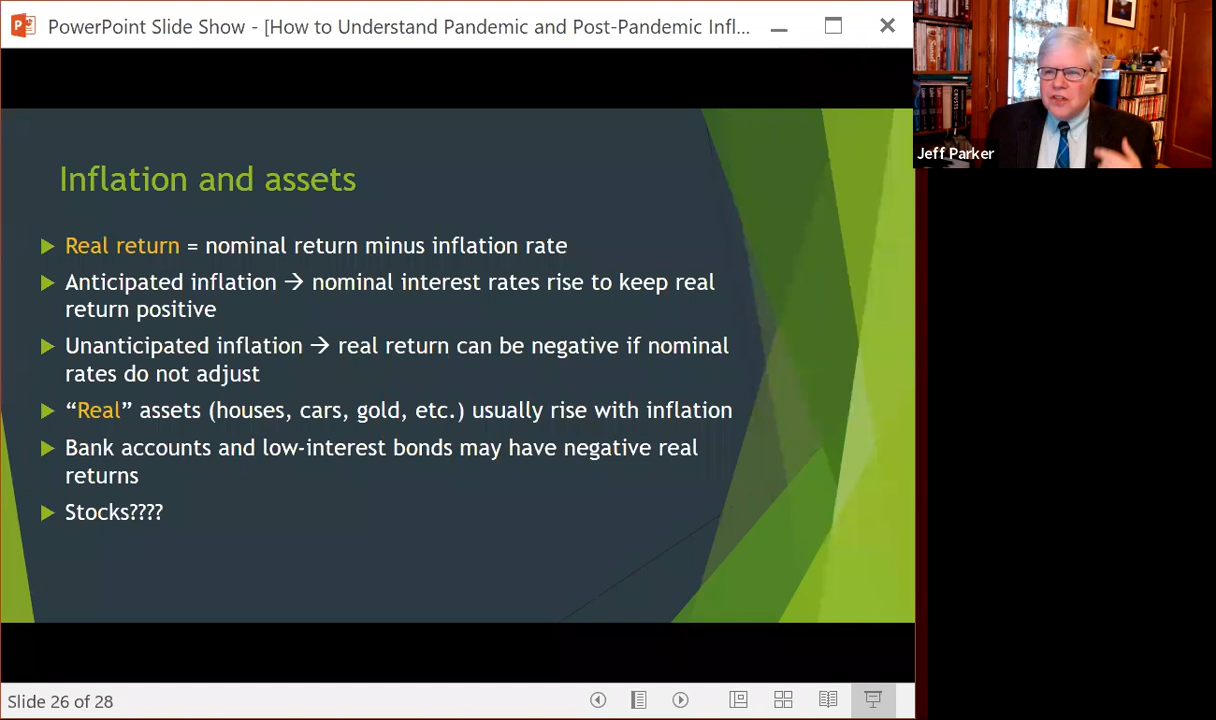 PowerPoint Slide Show - [How to Understand Pandemic and Post-Pandemic Infl...
Jeff Parker
Inflation and assets
Real return = nominal return minus inflation rate
Anticipated inflation → nominal interest rates rise to keep real
return positive
Unanticipated inflation → real return can be negative if nominal
rates do not adjust
“Real” assets (houses, cars, gold, etc.) usually rise with inflation
Bank accounts and low-interest bonds may have negative real
returns
Stocks????
Slide 26 of 28